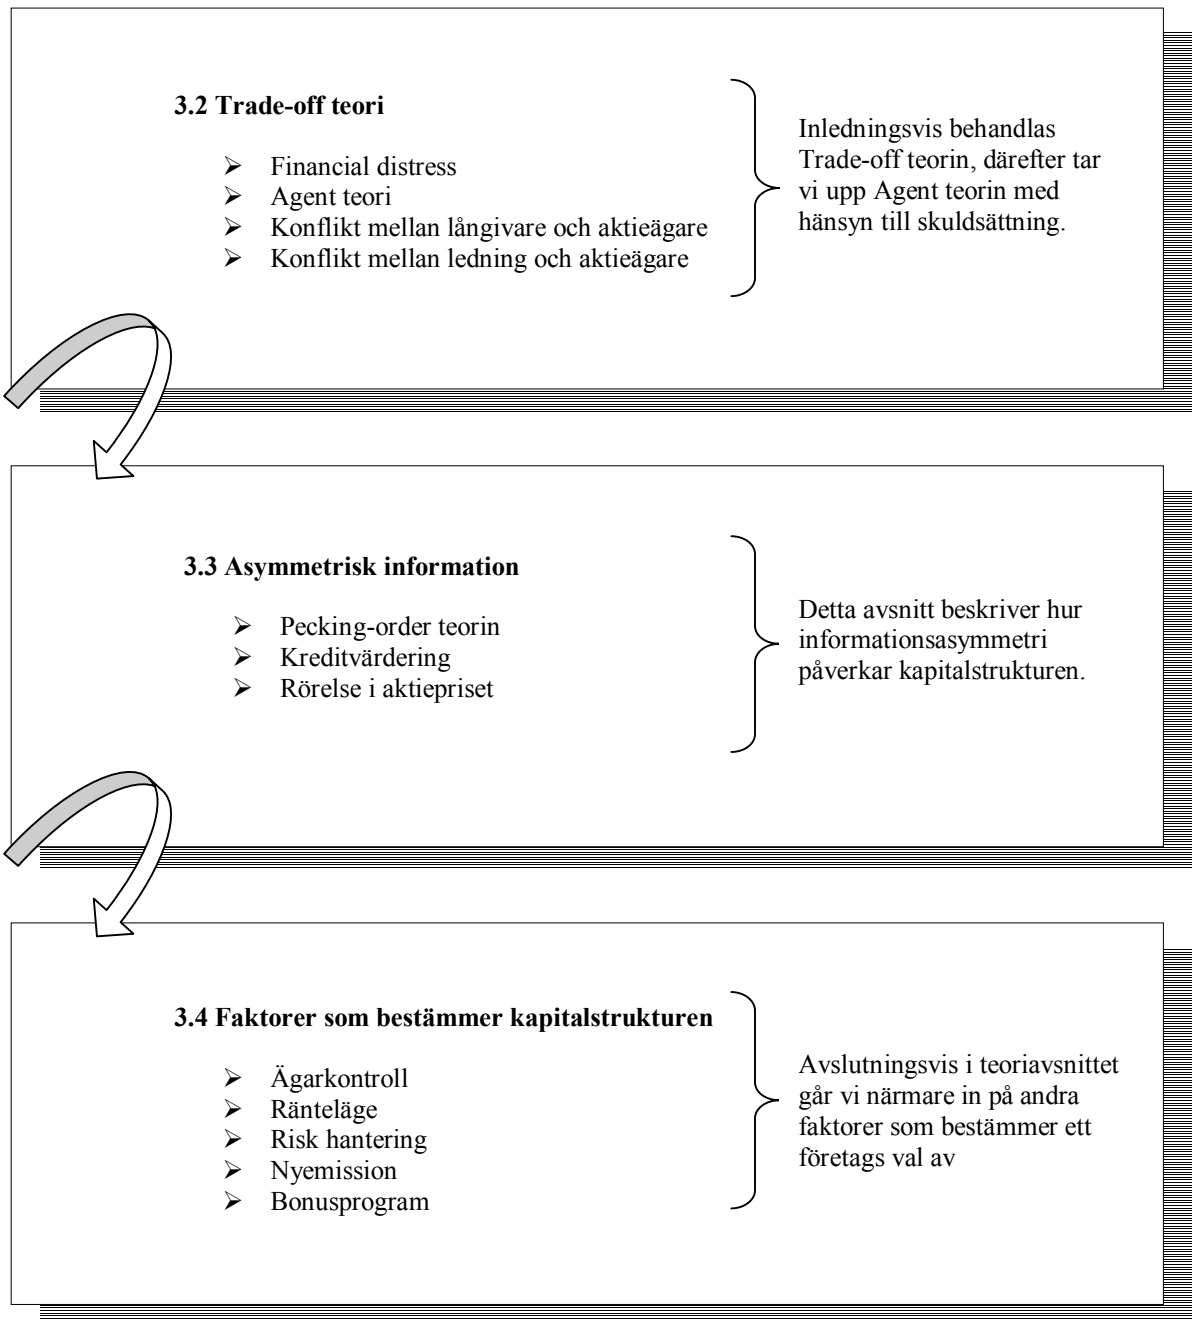 3.2 Trade-off teori
➢ Financial distress
➢ Agent teori
➢ Konflikt mellan långivare och aktieägare
➢ Konflikt mellan ledning och aktieägare
Inledningsvis behandlas
Trade-off teorin, därefter tar
vi upp Agent teorin med
hänsyn till skuldsättning.
3.3 Asymmetrisk information
➢ Pecking-order teorin
➢ Kreditvärdering
➢ Rörelse i aktiepriset
Detta avsnitt beskriver hur
informationsasymmetri
påverkar kapitalstrukturen.
3.4 Faktorer som bestämmer kapitalstrukturen
➢ Ägarkontroll
➢ Ränteläge
➢ Risk hantering
➢ Nyemission
➢ Bonusprogram
Avslutningsvis i teoriavsnittet
går vi närmare in på andra
faktorer som bestämmer ett
företags val av